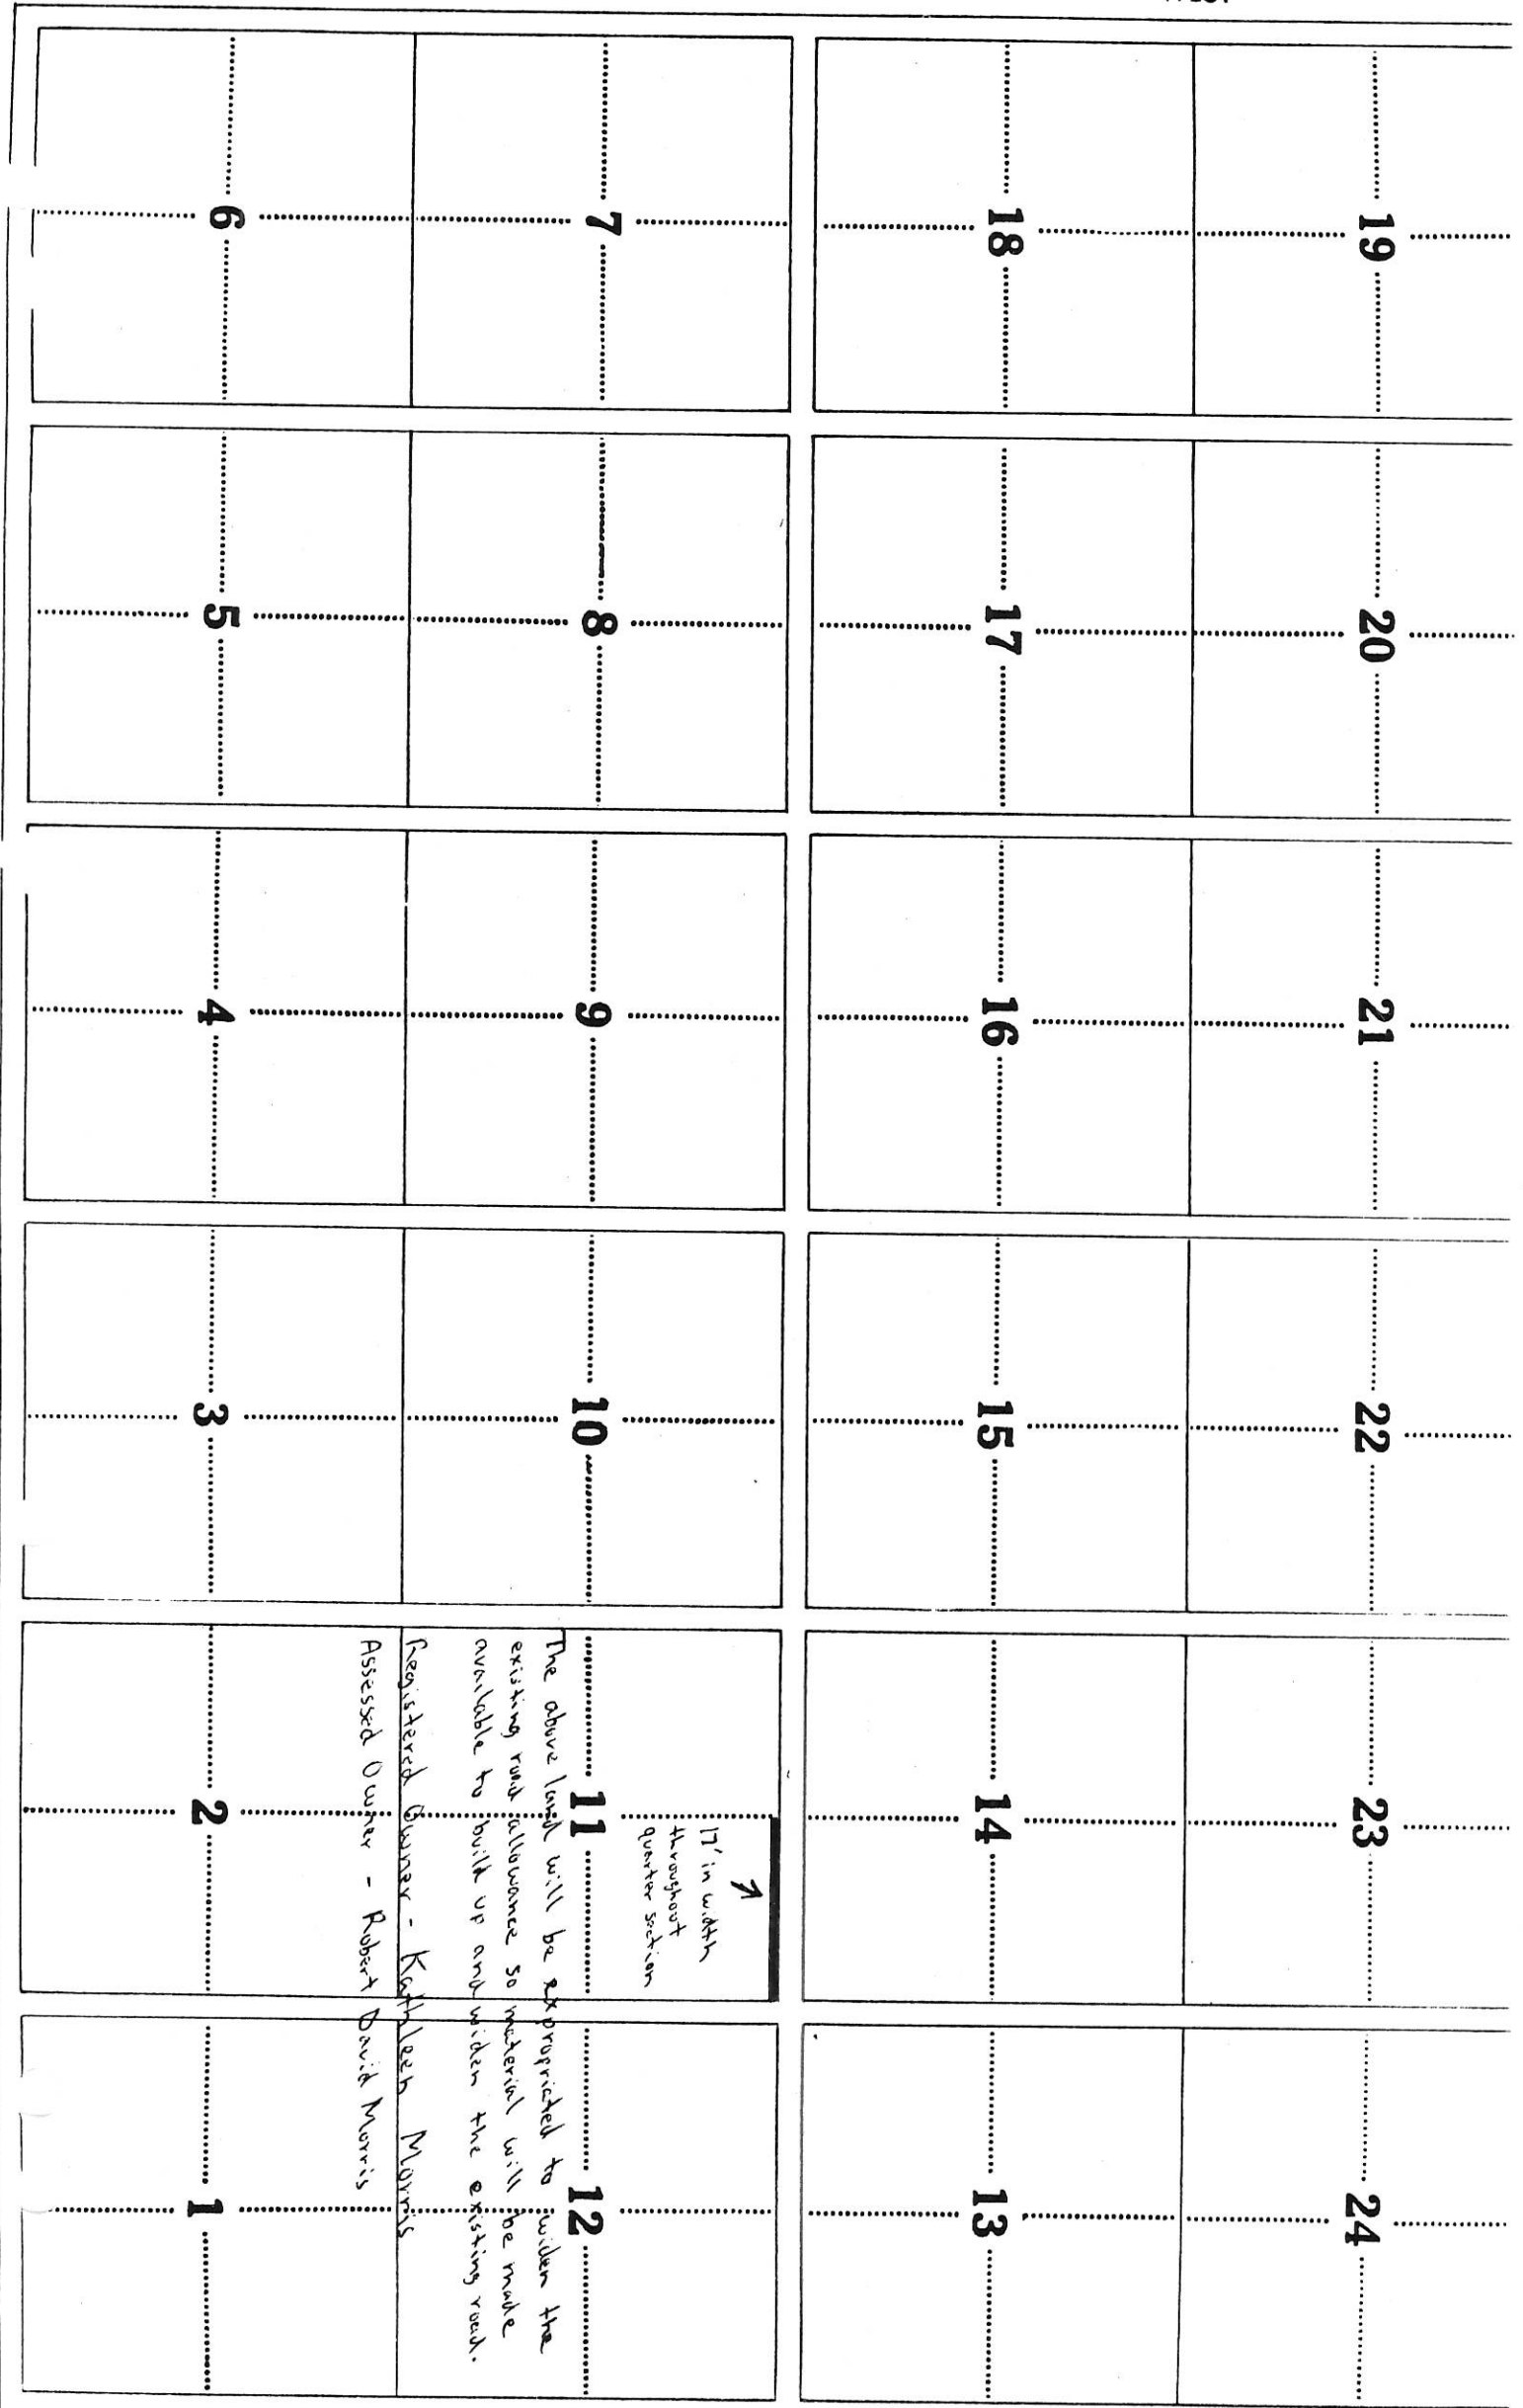 19 20 21 22 23 24
18 17 16 15 14 13
17' in width
throughout
quarter section
7 8 9 10 11 12
The above land will be expropriated to widen the
existing road allowance so material will be made
available to build up and widen the existing road.
Registered Owner - Kathleen Morris
Assessed Owner - Robert David Morris
6 5 4 3 2 1